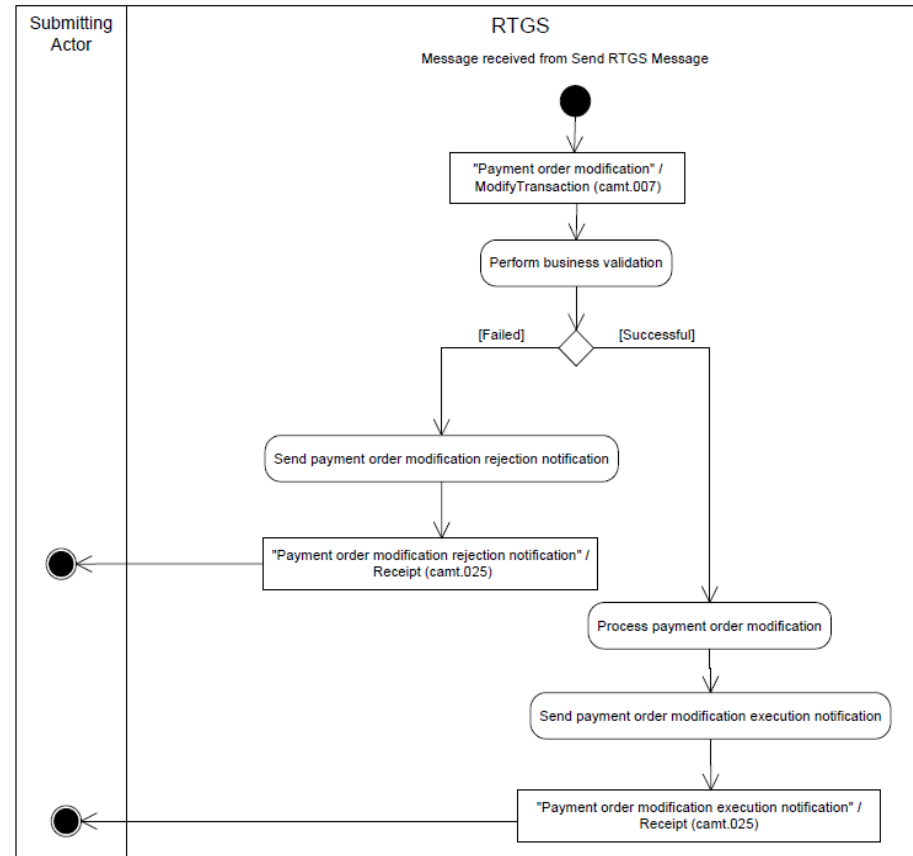 Submitting
Actor
RTGS
Message received from Send RTGS Message
"Payment order modification" /
ModifyTransaction (camt.007)
Perform business validation
[Failed]
[Successful]
Send payment order modification rejection notification
"Payment order modification rejection notification" /
Receipt (camt.025)
Process payment order modification
Send payment order modification execution notification
"Payment order modification execution notification" /
Receipt (camt.025)